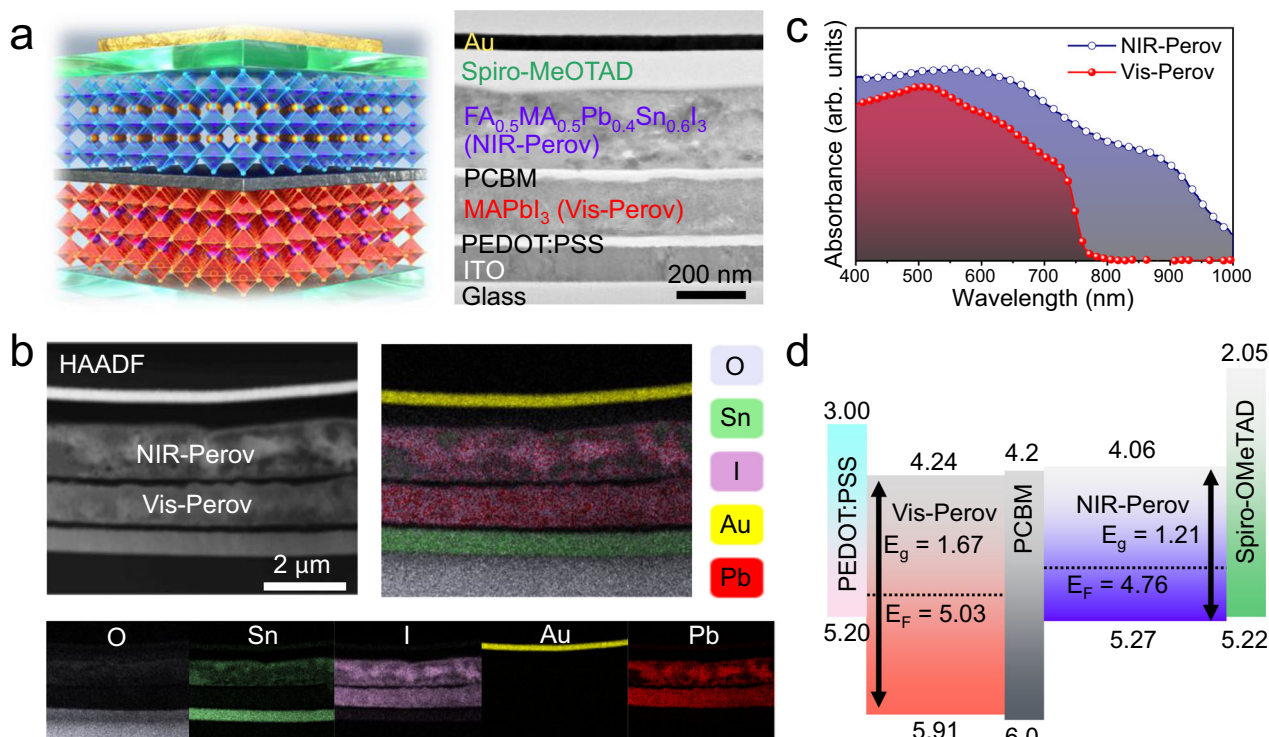 a
Au
Spiro-MeOTAD
FA0.5MA0.5Pb0.4Sn0.6I3
(NIR-Perov)
PCBM
MAPbI3 (Vis-Perov)
PEDOT:PSS
ITO
200 nm
Glass
c
Absorbance (arb. units)
NIR-Perov
Vis-Perov
400 500 600 700 800 900 1000
Wavelength (nm)
b
HAADF
NIR-Perov
Vis-Perov
2 μm
O
Sn
I
Au
Pb
O Sn I Au Pb
d
2.05
3.00
4.24
4.2
4.06
PEDOT:PSS
Vis-Perov
Eg = 1.67
EF = 5.03
PCBM
NIR-Perov
Eg = 1.21
EF = 4.76
Spiro-OMeTAD
5.20
5.27
5.22
5.91
6.0